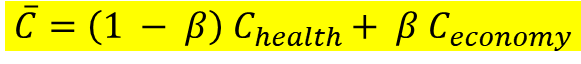 C̄ = (1 − β) C_health + β C_economy